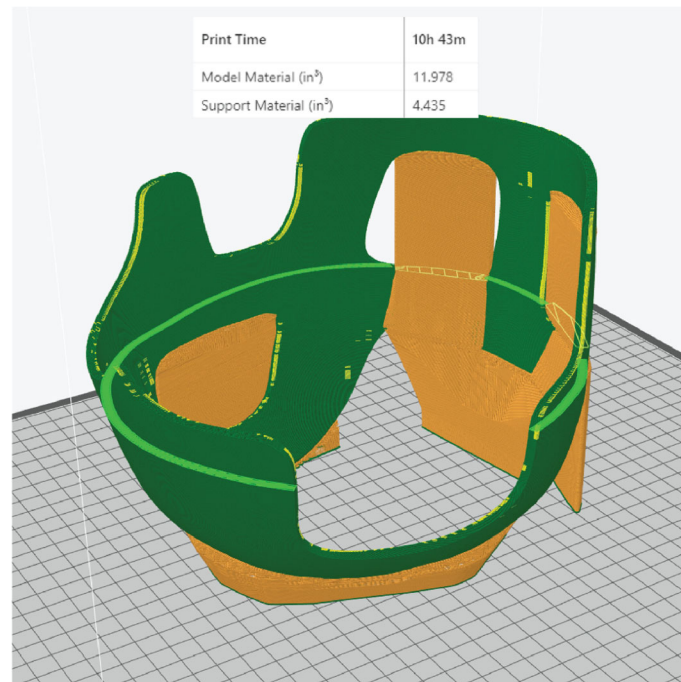 Print Time 10h 43m
Model Material (in³) 11.978
Support Material (in³) 4.435